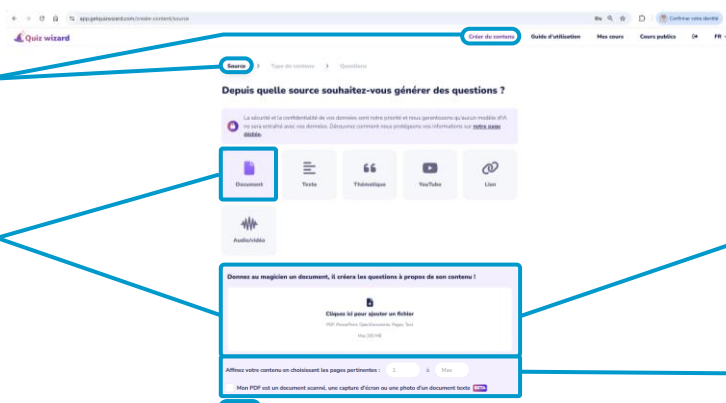 app.getquizwizard.com/create-content/source
Confirmer votre identité
Quiz wizard
Créer du contenu
Guide d'utilisation
Mes cours
Cours publics
FR
Source > Type de contenu > Questions
Depuis quelle source souhaitez-vous générer des questions ?
La sécurité et la confidentialité de vos données sont notre priorité et nous garantissons qu'aucun modèle d'IA
ne sera entraîné avec vos données. Découvrez comment nous protégeons vos informations sur notre page
dédiée.
Document
Texte
Thématique
YouTube
Lien
Audio/vidéo
Donnez au magicien un document, il créera les questions à propos de son contenu !
Cliquez ici pour ajouter un fichier
PDF, PowerPoint, OpenDocuments, Pages, Text
Affinez votre contenu en choisissant les pages pertinentes : 1 à Max
Mon PDF est un document scanné, une capture d'écran ou une photo d'un document texte